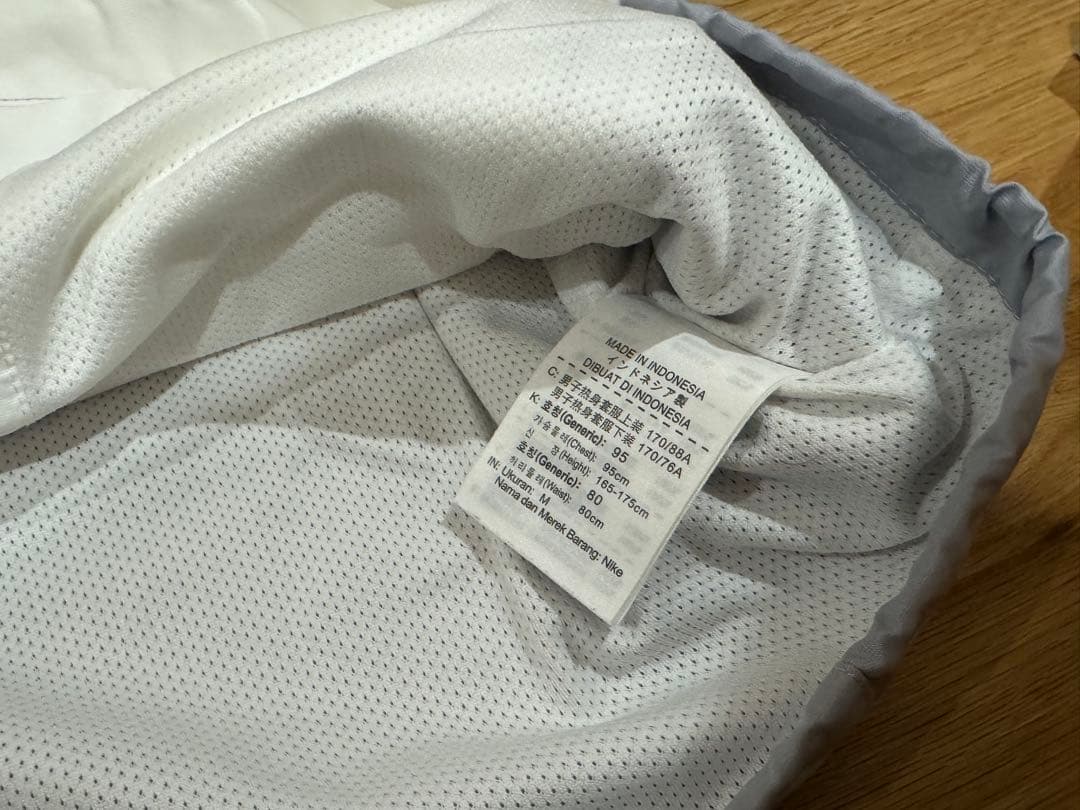 MADE IN INDONESIA
インドネシア製
DIBUAT DI INDONESIA
C: 男子热身套服上装 170/88A
男子热身套服下装 170/76A
K: 호칭(Generic): 95
가슴둘레(Chest): 95cm
신 장(Height): 165-175cm
호칭(Generic): 80
허리둘레(Waist): 80cm
IN: Ukuran: M
Nama dan Merek Barang: Nike